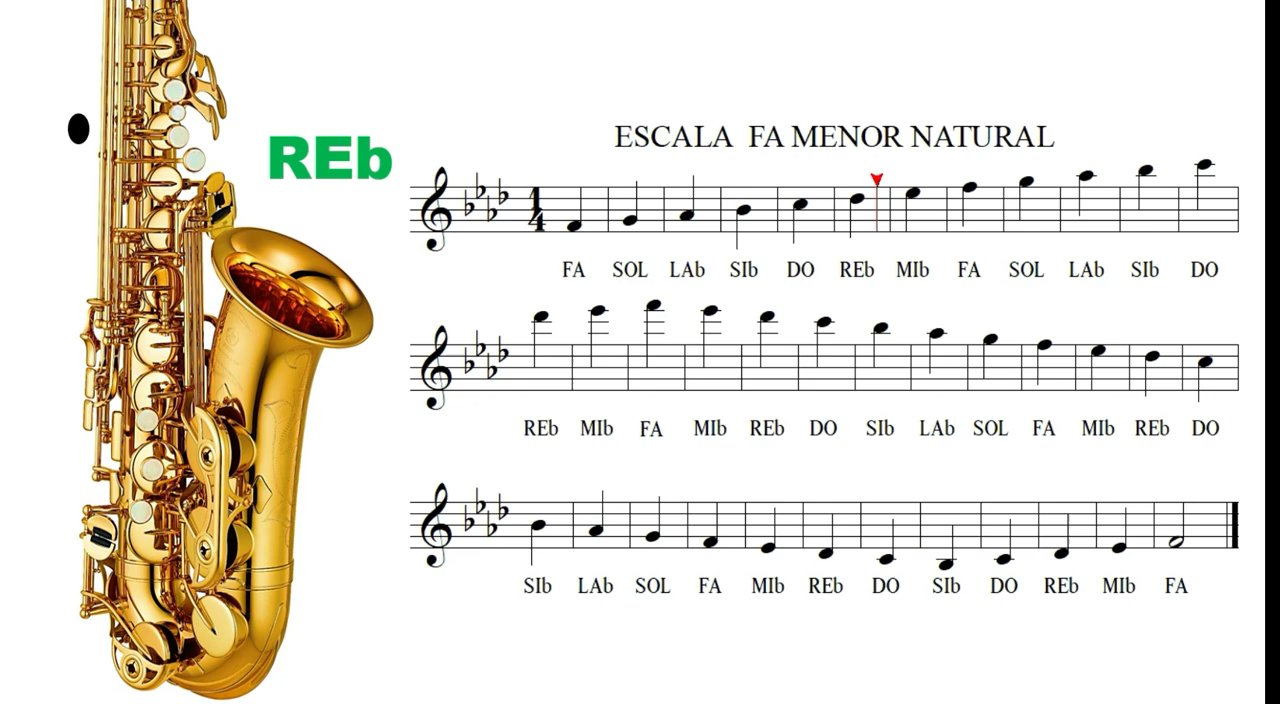 REb
ESCALA FA MENOR NATURAL
1
4
FA SOL LAb SIb DO REb MIb FA SOL LAb SIb DO
REb MIb FA MIb REb DO SIb LAb SOL FA MIb REb DO
SIb LAb SOL FA MIb REb DO SIb DO REb MIb FA